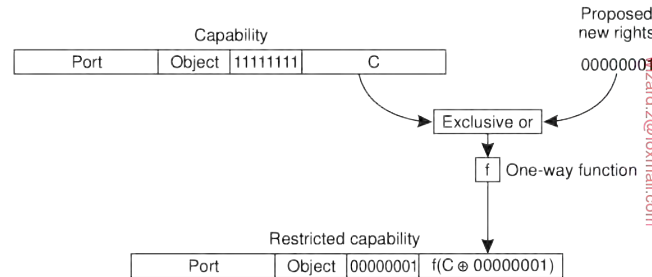 Capability
Proposed
new rights
Port Object 11111111 C
00000001
Exclusive or
f One-way function
Restricted capability
Port Object 00000001 f(C ⊕ 00000001)